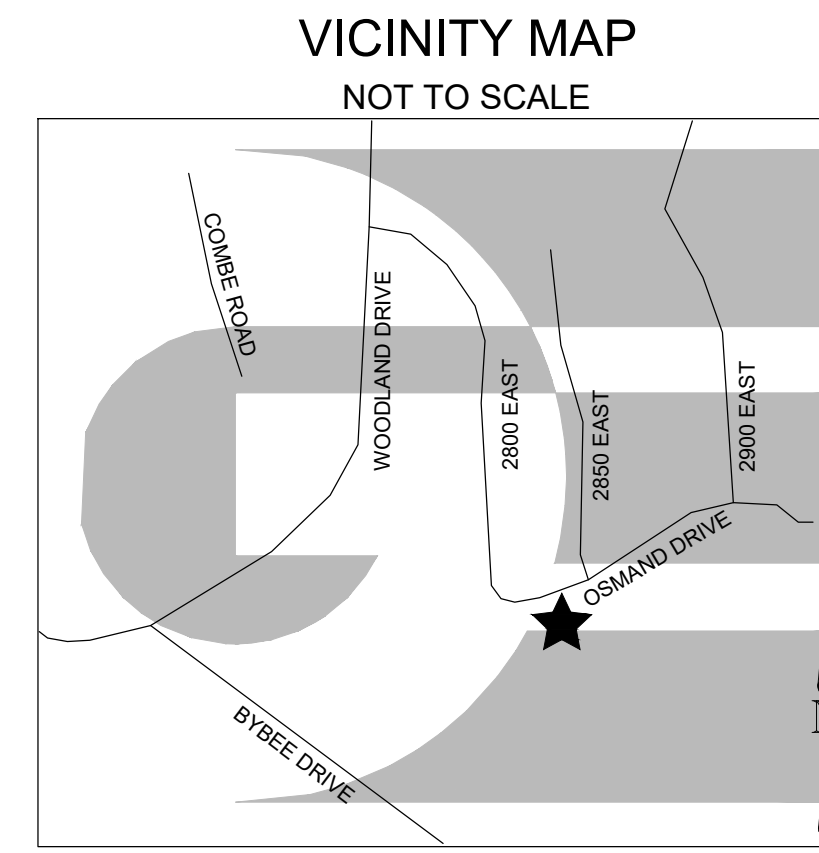 VICINITY MAP
NOT TO SCALE
COMBE ROAD
WOODLAND DRIVE
2800 EAST
2850 EAST
2900 EAST
OSMAND DRIVE
BYBEE DRIVE